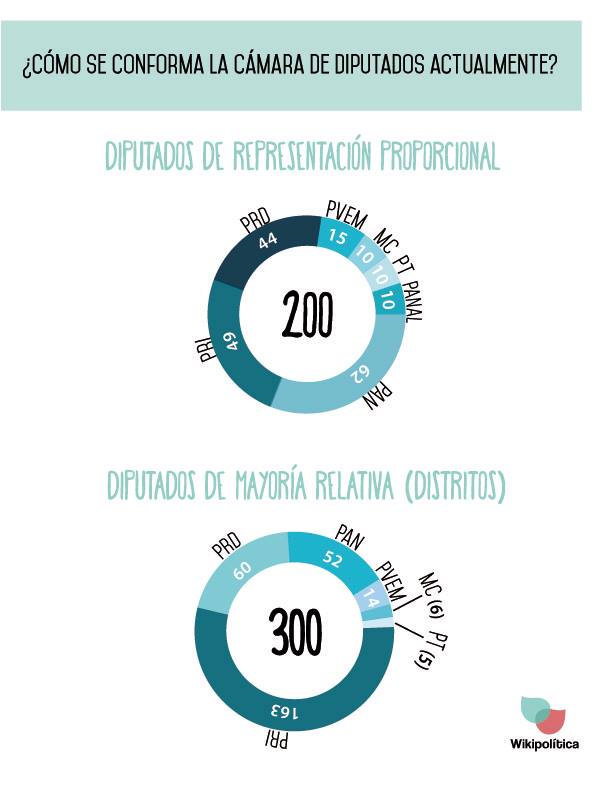 ¿CÓMO SE CONFORMA LA CÁMARA DE DIPUTADOS ACTUALMENTE?
DIPUTADOS DE REPRESENTACIÓN PROPORCIONAL
PRD
44
PVEM
15
MC
10
PT
10
PANAL
10
200
PRI
49
PAN
62
DIPUTADOS DE MAYORÍA RELATIVA (DISTRITOS)
PRD
60
PAN
52
PVEM
14
MC (6)
PT (5)
300
163
PRI
Wikipolítica